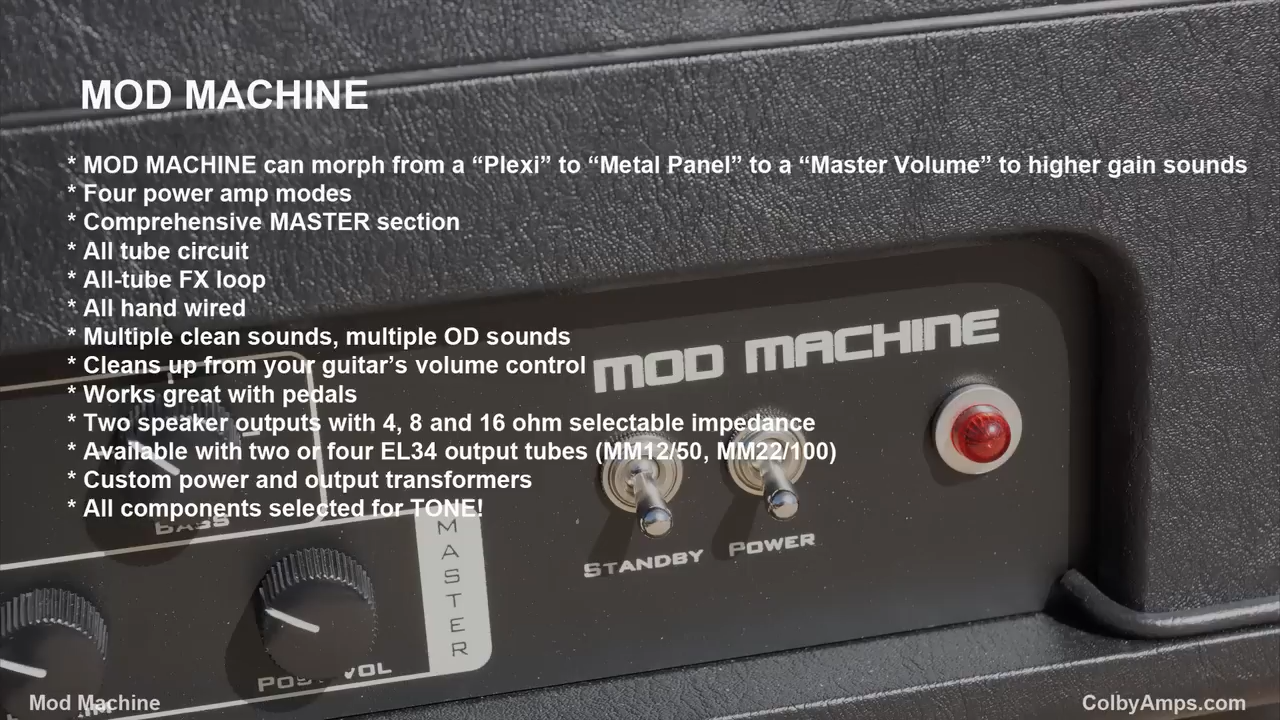 MOD MACHINE
* MOD MACHINE can morph from a “Plexi” to “Metal Panel” to a “Master Volume” to higher gain sounds
* Four power amp modes
* Comprehensive MASTER section
* All tube circuit
* All-tube FX loop
* All hand wired
* Multiple clean sounds, multiple OD sounds
* Cleans up from your guitar’s volume control
* Works great with pedals
* Two speaker outputs with 4, 8 and 16 ohm selectable impedance
* Available with two or four EL34 output tubes (MM12/50, MM22/100)
* Custom power and output transformers
* All components selected for TONE!
MOD MACHINE
BASS
MASTER
STANDBY POWER
VOL
Mod Machine
ColbyAmps.com